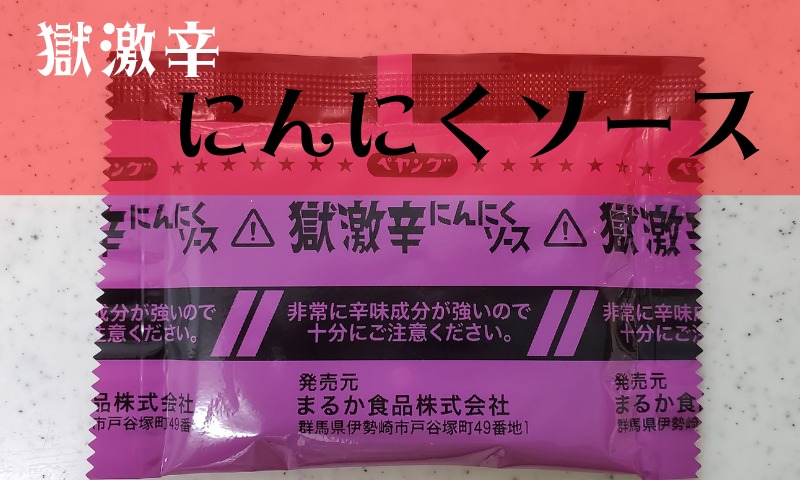 獄激辛
にんにくソース
ング ★★★★★★★★ ペヤング ★★★★★★★★ ペ
辛にんにくソース ⚠ 獄激辛にんにくソース ⚠ 獄激辛
成分が強いので 非常に辛味成分が強いので 非常に辛味
注意ください。 十分にご注意ください。 十分にご
発売元 発売元
品株式会社 まるか食品株式会社 まるか食
市戸谷塚町49番 群馬県伊勢崎市戸谷塚町49番地1 群馬県伊勢崎